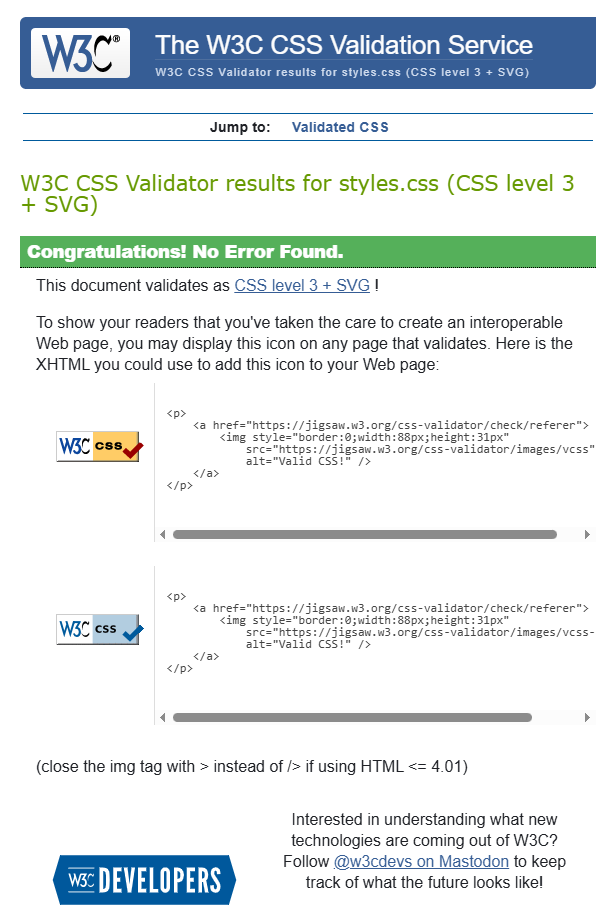 W3C®
The W3C CSS Validation Service
W3C CSS Validator results for styles.css (CSS level 3 + SVG)
Jump to: Validated CSS
W3C CSS Validator results for styles.css (CSS level 3
+ SVG)
Congratulations! No Error Found.
This document validates as CSS level 3 + SVG !
To show your readers that you've taken the care to create an interoperable
Web page, you may display this icon on any page that validates. Here is the
XHTML you could use to add this icon to your Web page:
W3C CSS
<p>
    <a href="https://jigsaw.w3.org/css-validator/check/referer">
        <img style="border:0;width:88px;height:31px"
            src="https://jigsaw.w3.org/css-validator/images/vcss"
            alt="Valid CSS!" />
    </a>
</p>
W3C CSS
<p>
    <a href="https://jigsaw.w3.org/css-validator/check/referer">
        <img style="border:0;width:88px;height:31px"
            src="https://jigsaw.w3.org/css-validator/images/vcss-
            alt="Valid CSS!" />
    </a>
</p>
(close the img tag with > instead of /> if using HTML <= 4.01)
W3C DEVELOPERS
Interested in understanding what new
technologies are coming out of W3C?
Follow @w3cdevs on Mastodon to keep
track of what the future looks like!